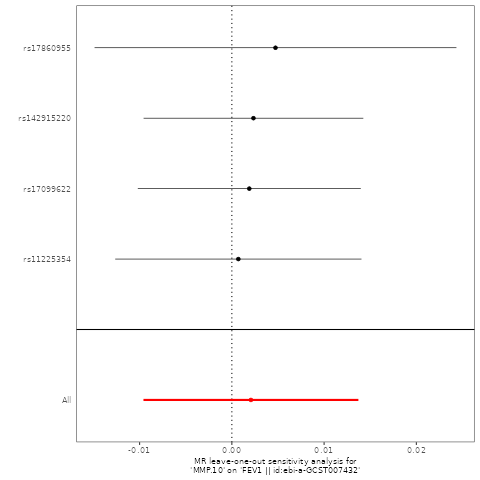 rs17860955
rs142915220
rs17099622
rs11225354
All
-0.01 0.00 0.01 0.02
MR leave-one-out sensitivity analysis for
'MMP.10' on 'FEV1 || id:ebi-a-GCST007432'